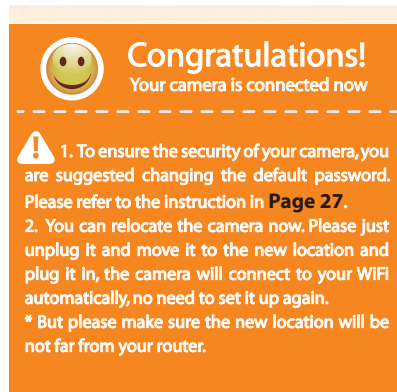 Congratulations!
Your camera is connected now
1. To ensure the security of your camera, you
are suggested changing the default password.
Please refer to the instruction in Page 27.
2. You can relocate the camera now. Please just
unplug it and move it to the new location and
plug it in, the camera will connect to your WiFi
automatically, no need to set it up again.
* But please make sure the new location will be
not far from your router.